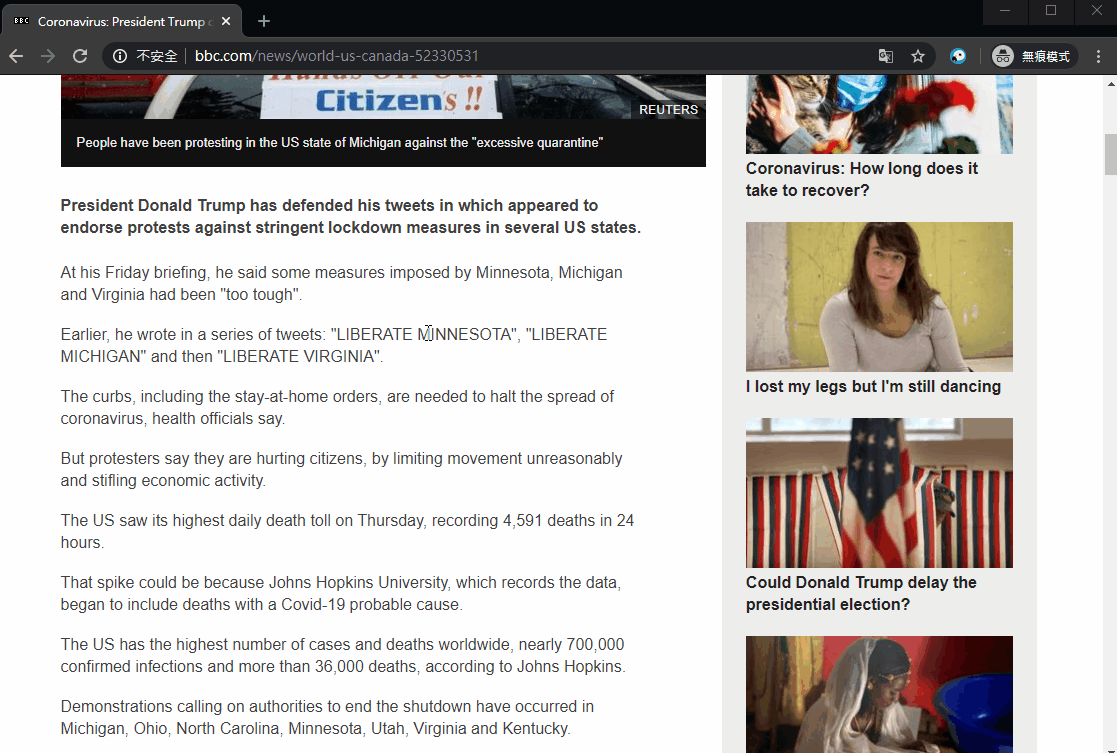 BBC Coronavirus: President Trump
不安全 bbc.com/news/world-us-canada-52330531 無痕模式
Hands Off Our
Citizen's !!
REUTERS
People have been protesting in the US state of Michigan against the "excessive quarantine"
President Donald Trump has defended his tweets in which appeared to
endorse protests against stringent lockdown measures in several US states.
At his Friday briefing, he said some measures imposed by Minnesota, Michigan
and Virginia had been "too tough".
Earlier, he wrote in a series of tweets: "LIBERATE MINNESOTA", "LIBERATE
MICHIGAN" and then "LIBERATE VIRGINIA".
The curbs, including the stay-at-home orders, are needed to halt the spread of
coronavirus, health officials say.
But protesters say they are hurting citizens, by limiting movement unreasonably
and stifling economic activity.
The US saw its highest daily death toll on Thursday, recording 4,591 deaths in 24
hours.
That spike could be because Johns Hopkins University, which records the data,
began to include deaths with a Covid-19 probable cause.
The US has the highest number of cases and deaths worldwide, nearly 700,000
confirmed infections and more than 36,000 deaths, according to Johns Hopkins.
Demonstrations calling on authorities to end the shutdown have occurred in
Michigan, Ohio, North Carolina, Minnesota, Utah, Virginia and Kentucky.
Coronavirus: How long does it
take to recover?
I lost my legs but I'm still dancing
Could Donald Trump delay the
presidential election?